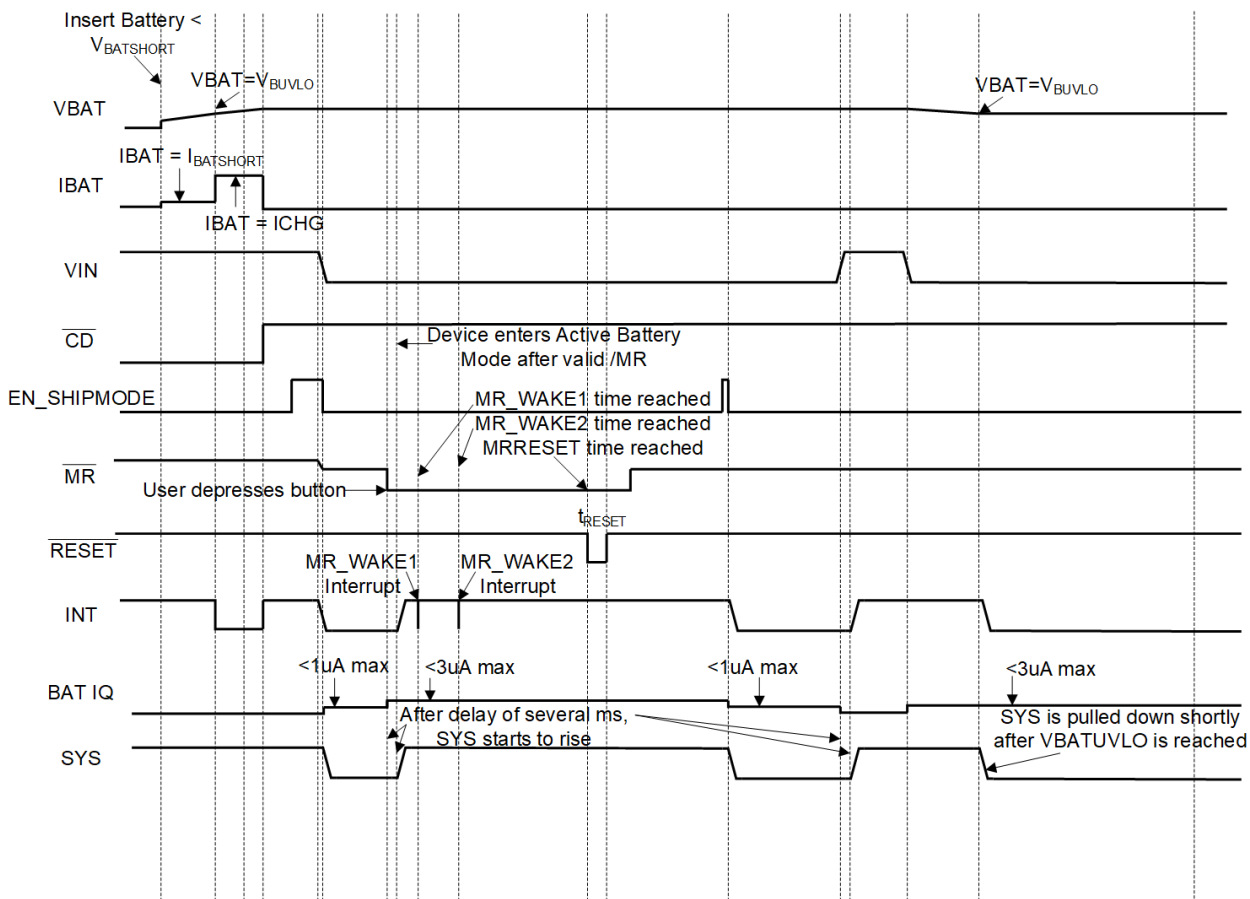 Insert Battery <
VBATSHORT
VBAT=VBUVLO
VBAT=VBUVLO
VBAT
IBAT = IBATSHORT
IBAT
IBAT = ICHG
VIN
CD
Device enters Active Battery
Mode after valid /MR
EN_SHIPMODE
MR_WAKE1 time reached
MR_WAKE2 time reached
MRRESET time reached
MR
User depresses button
tRESET
RESET
MR_WAKE1
Interrupt
MR_WAKE2
Interrupt
INT
<1uA max
<3uA max
<1uA max
<3uA max
BAT IQ
After delay of several ms,
SYS starts to rise
SYS is pulled down shortly
after VBATUVLO is reached
SYS